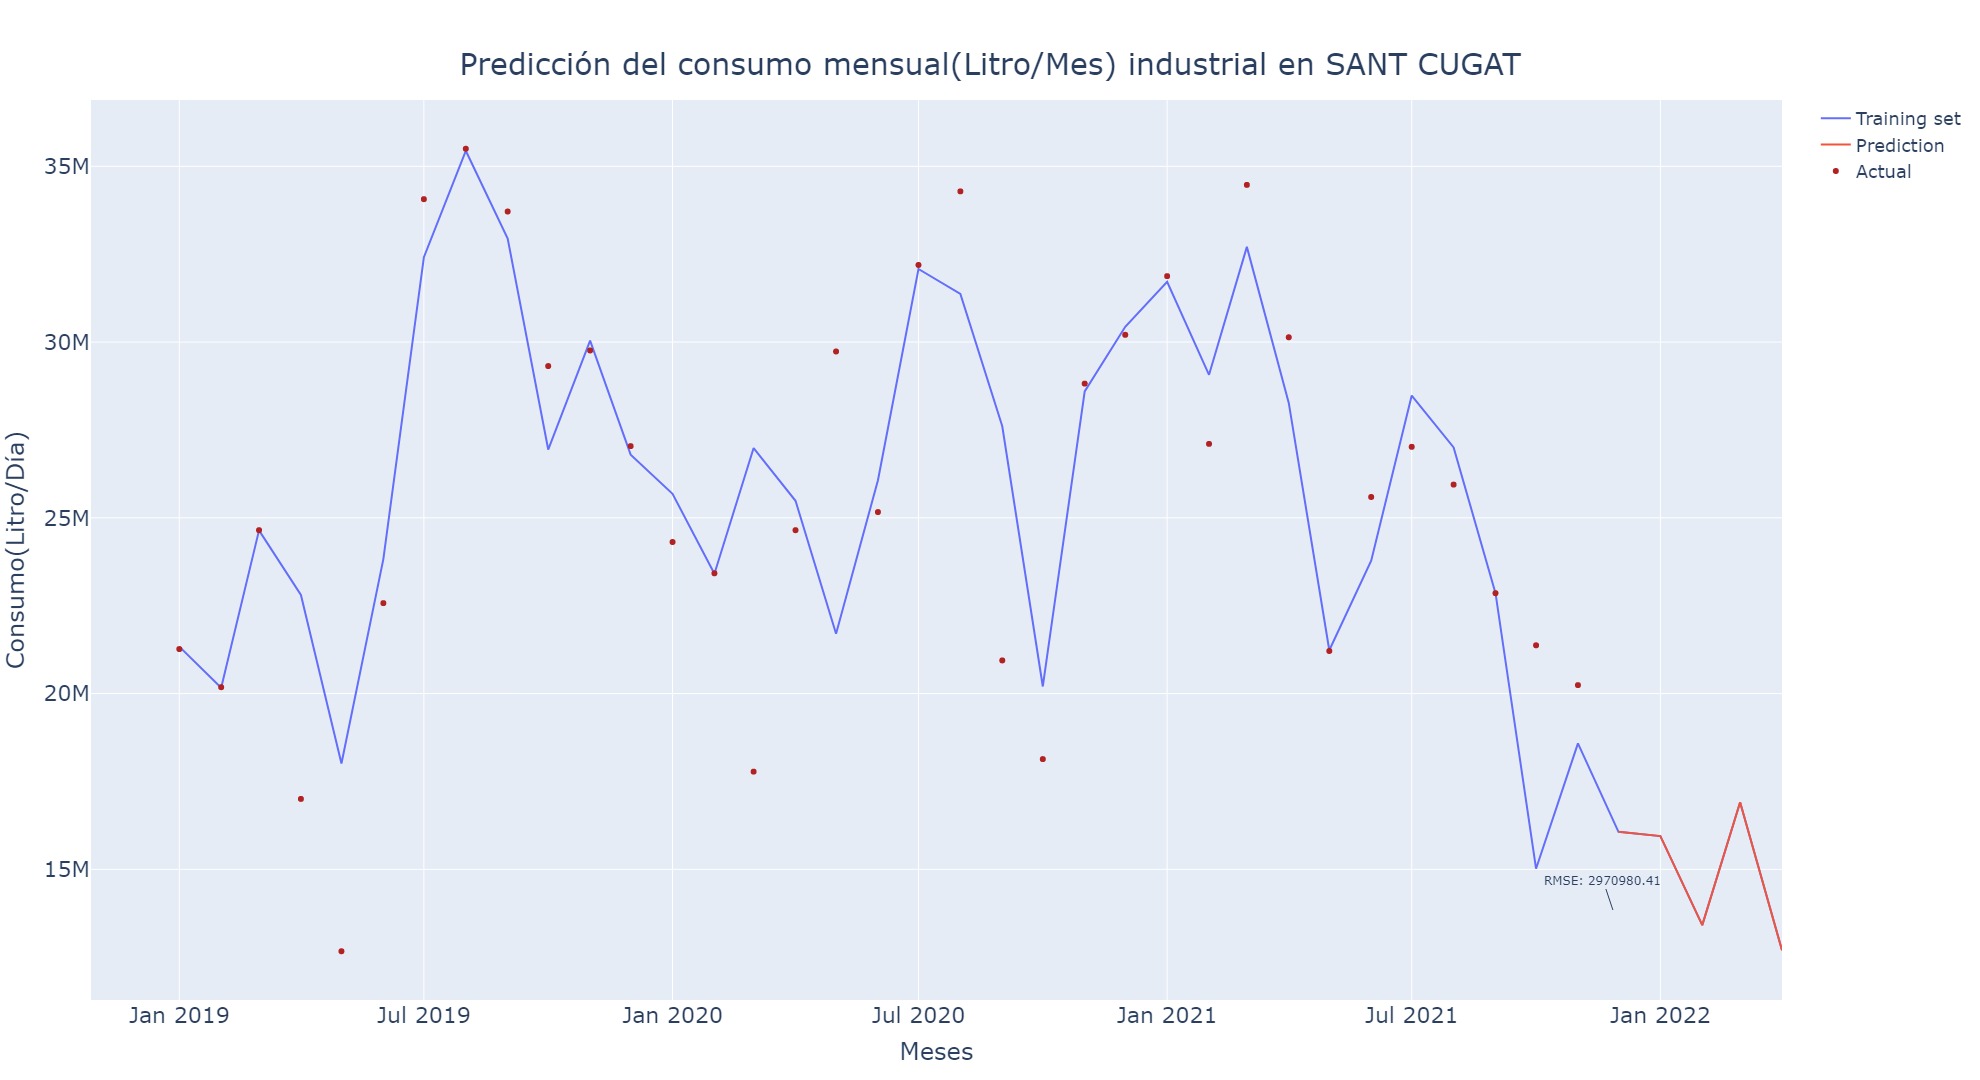 Predicción del consumo mensual(Litro/Mes) industrial en SANT CUGAT
Training set
Prediction
Actual
Consumo(Litro/Día)
35M
30M
25M
20M
15M
RMSE: 2970980.41
Jan 2019
Jul 2019
Jan 2020
Jul 2020
Jan 2021
Jul 2021
Jan 2022
Meses